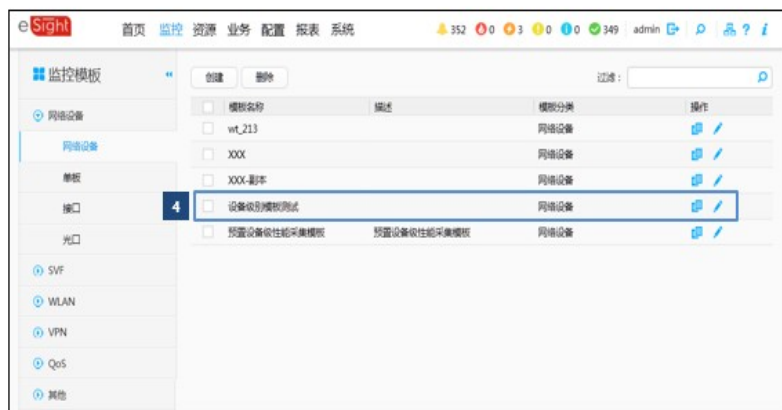 eSight 首页 监控 资源 业务 配置 报表 系统 352 0 3 0 0 349 admin ? i
监控模板 «
创建 删除 过滤：
模板名称 描述 模板分类 操作
网络设备
wt_213 网络设备
网络设备
XXX 网络设备
单板
XXX-副本 网络设备
接口
4 设备级别模板测试 网络设备
光口
预置设备级性能采集模板 预置设备级性能采集模板 网络设备
SVF
WLAN
VPN
QoS
其他